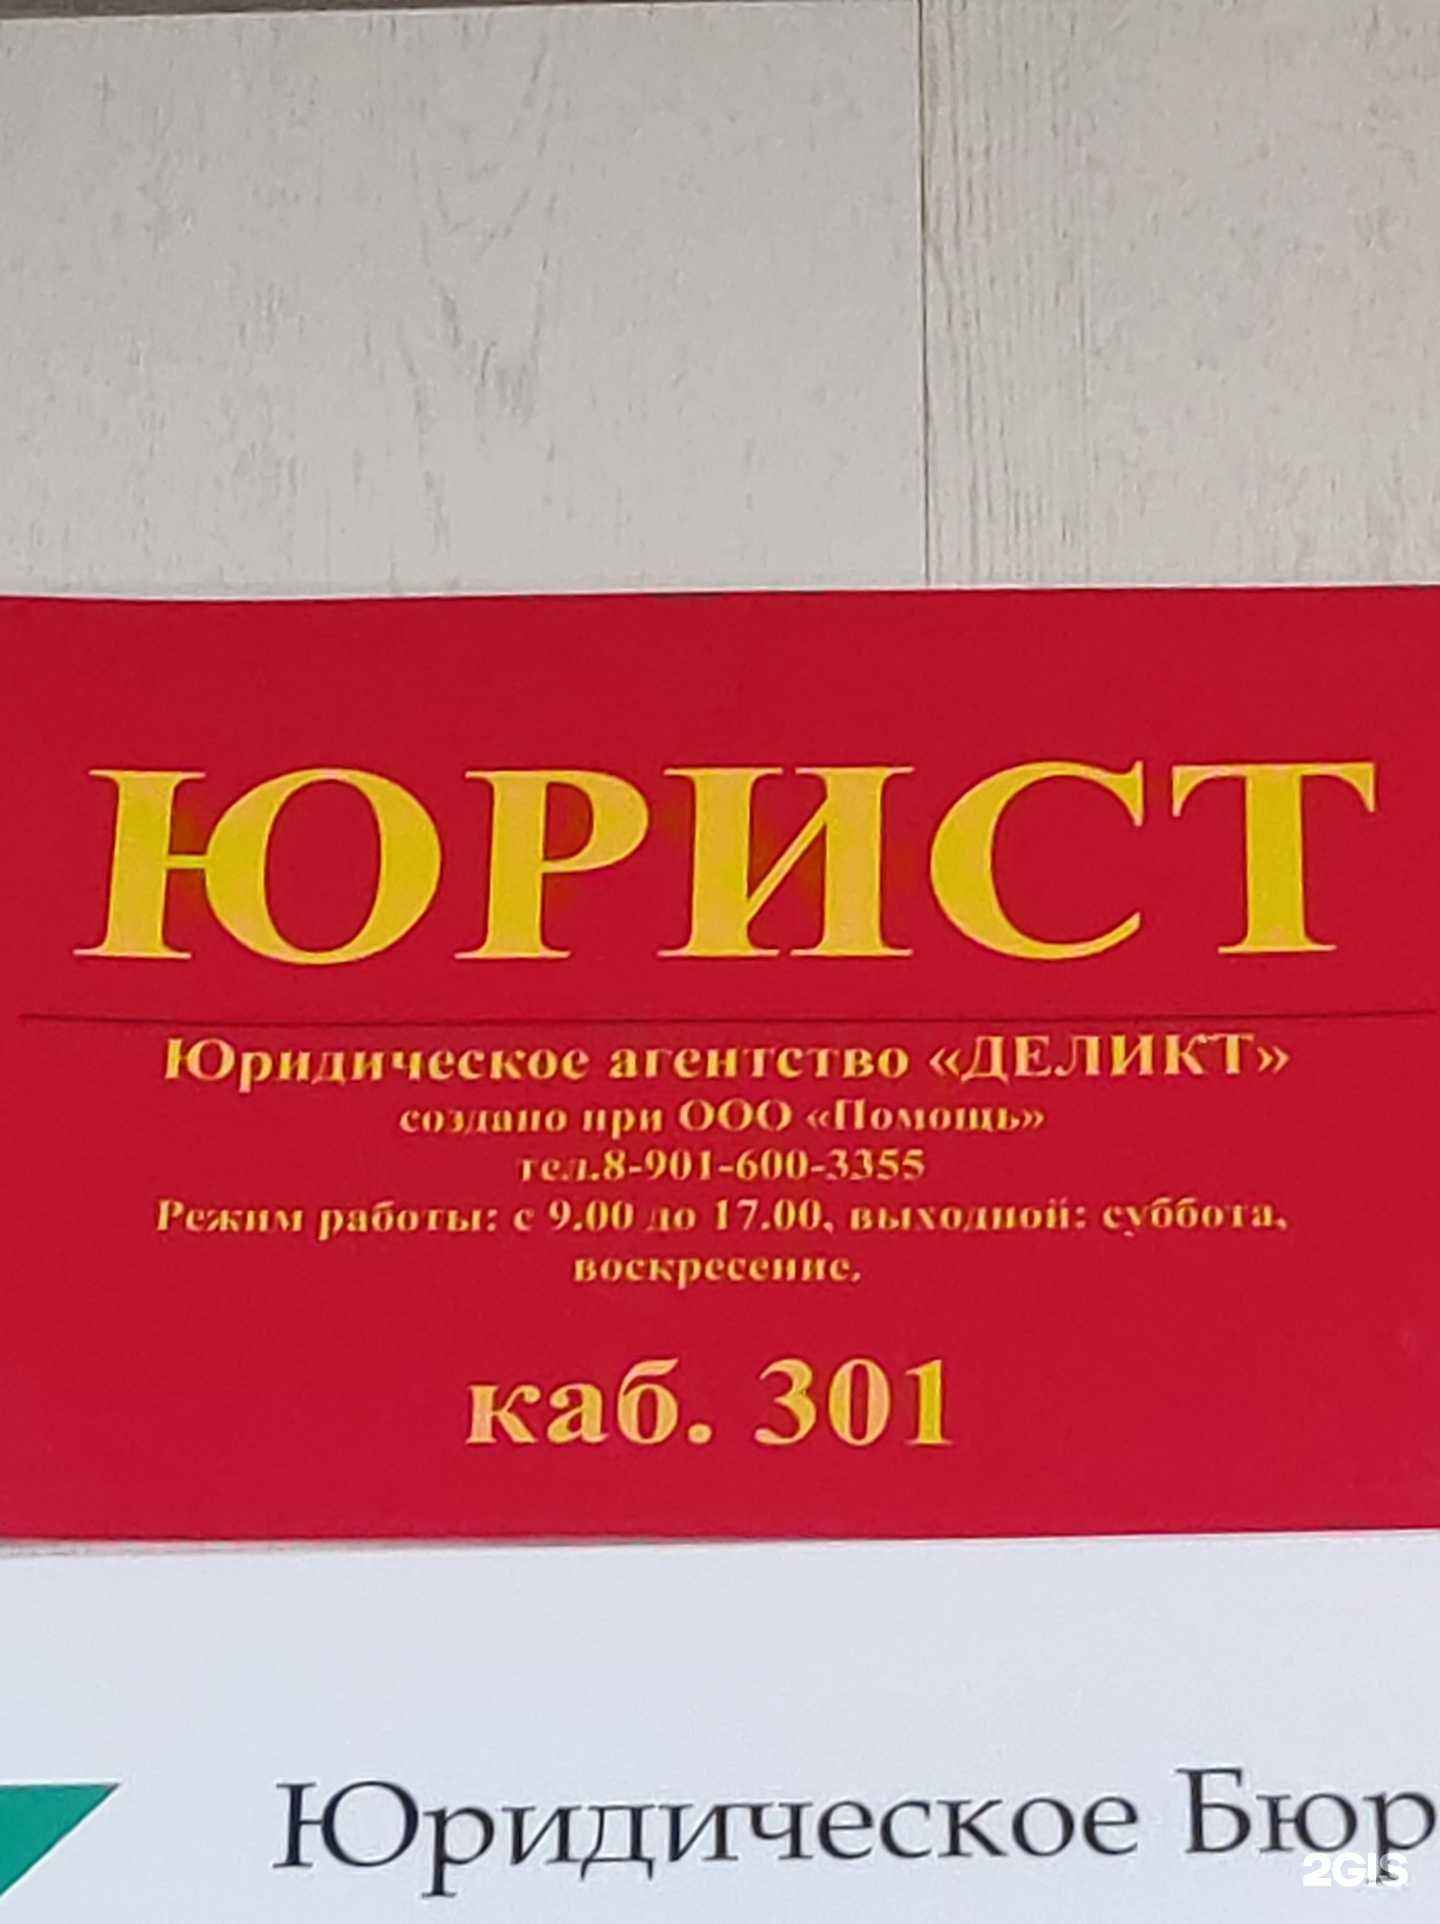 ЮРИСТ
Юридическое агентство «ДЕЛИКТ»
создано при ООО «Помощь»
тел.8-901-600-3355
Режим работы: с 9.00 до 17.00, выходной: суббота,
воскресение.
каб. 301
Юридическое Бюр
2GIS